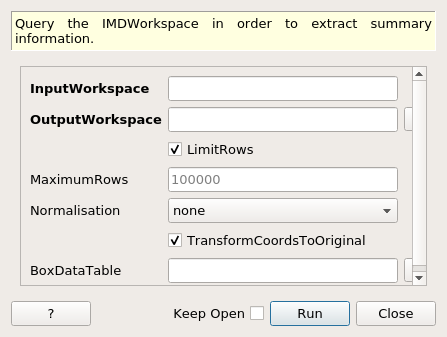 Query the IMDWorkspace in order to extract summary
information.
InputWorkspace
OutputWorkspace
LimitRows
MaximumRows 100000
Normalisation none
TransformCoordsToOriginal
BoxDataTable
? Keep Open Run Close